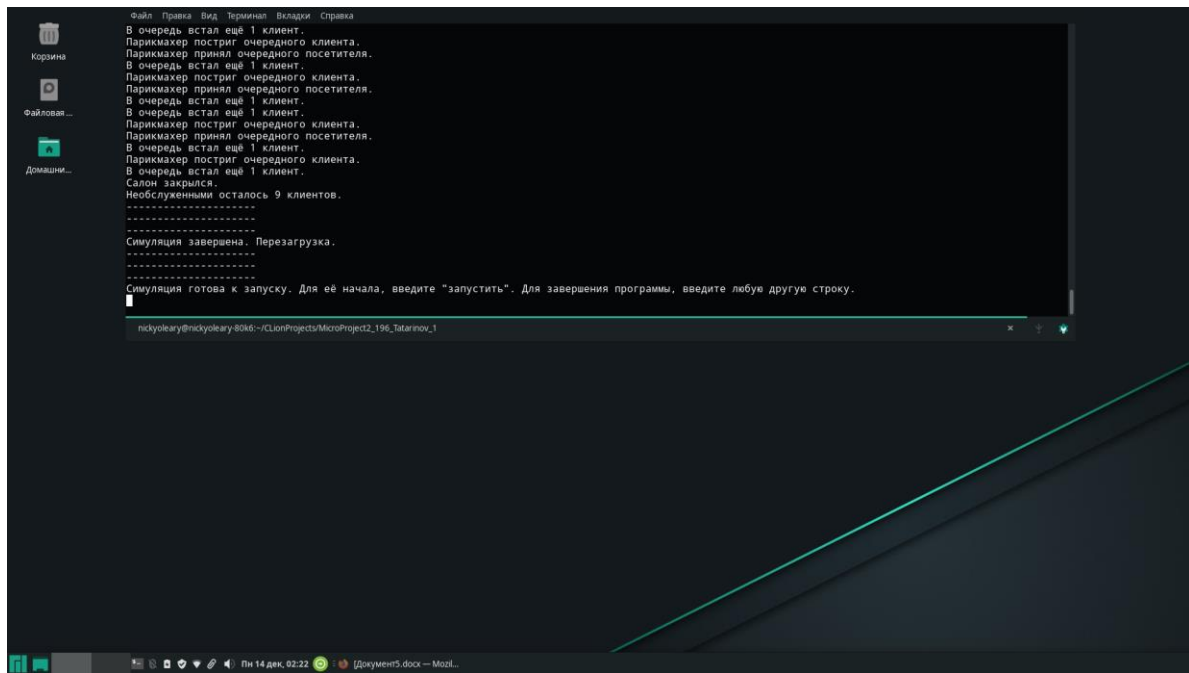 Файл Правка Вид Терминал Вкладки Справка
В очередь встал ещё 1 клиент.
Парикмахер постриг очередного клиента.
Парикмахер принял очередного посетителя.
В очередь встал ещё 1 клиент.
Парикмахер постриг очередного клиента.
Парикмахер принял очередного посетителя.
В очередь встал ещё 1 клиент.
В очередь встал ещё 1 клиент.
Парикмахер постриг очередного клиента.
Парикмахер принял очередного посетителя.
В очередь встал ещё 1 клиент.
Парикмахер постриг очередного клиента.
В очередь встал ещё 1 клиент.
Салон закрылся.
Необслуженными осталось 9 клиентов.
---------------------
---------------------
---------------------
Симуляция завершена. Перезагрузка.
---------------------
---------------------
---------------------
Симуляция готова к запуску. Для её начала, введите "запустить". Для завершения программы, введите любую другую строку.
nickyoleary@nickyoleary-80k6:~/CLionProjects/MicroProject2_196_Tatarinov_1
Корзина
Файловая ...
Домашни...
Пн 14 дек, 02:22
[Документ5.docx — Mozil...